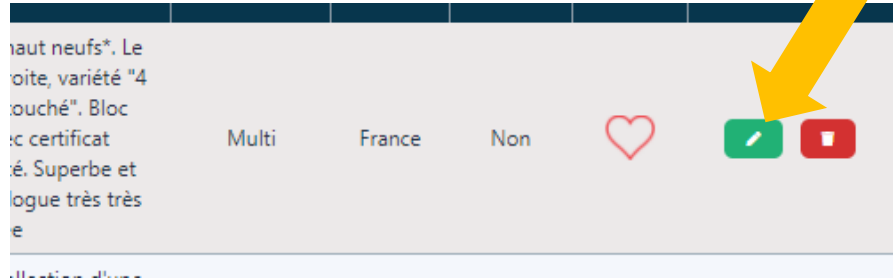 haut neufs*. Le
roite, variété "4
touché". Bloc
ec certificat
té. Superbe et
logue très très
e
Multi
France
Non
llection d'une